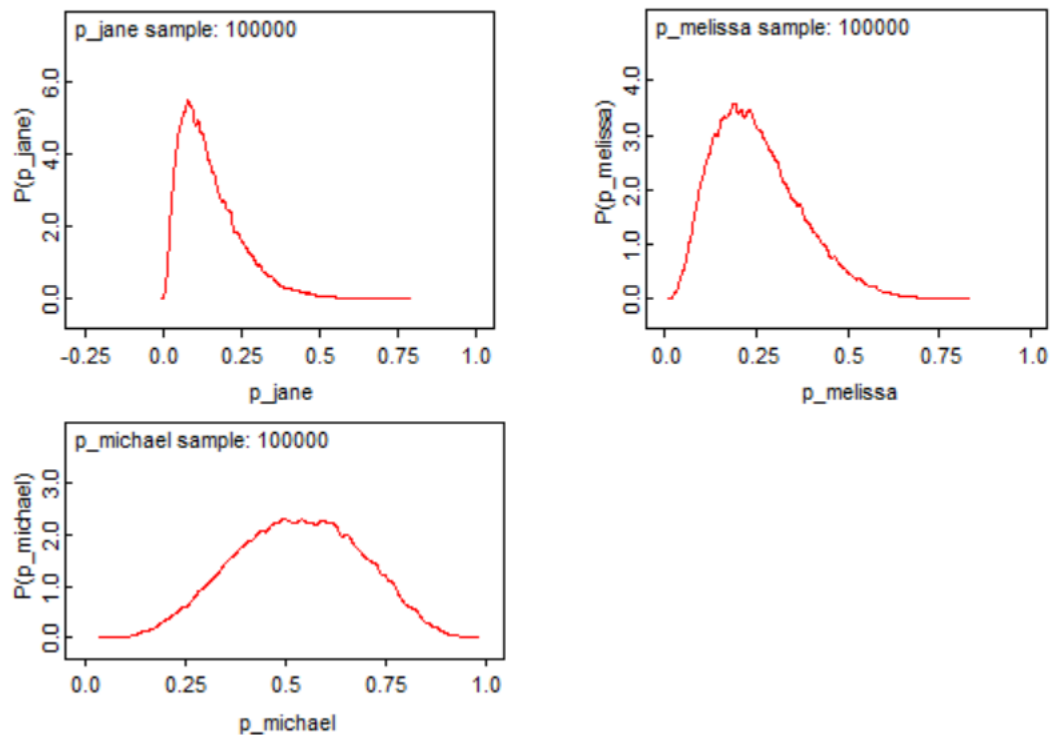 p_jane sample: 100000
P(p_jane)
6.0
4.0
2.0
0.0
-0.25 0.0 0.25 0.5 0.75 1.0
p_jane
p_melissa sample: 100000
P(p_melissa)
4.0
3.0
2.0
1.0
0.0
0.0 0.25 0.5 0.75 1.0
p_melissa
p_michael sample: 100000
P(p_michael)
3.0
2.0
1.0
0.0
0.0 0.25 0.5 0.75 1.0
p_michael